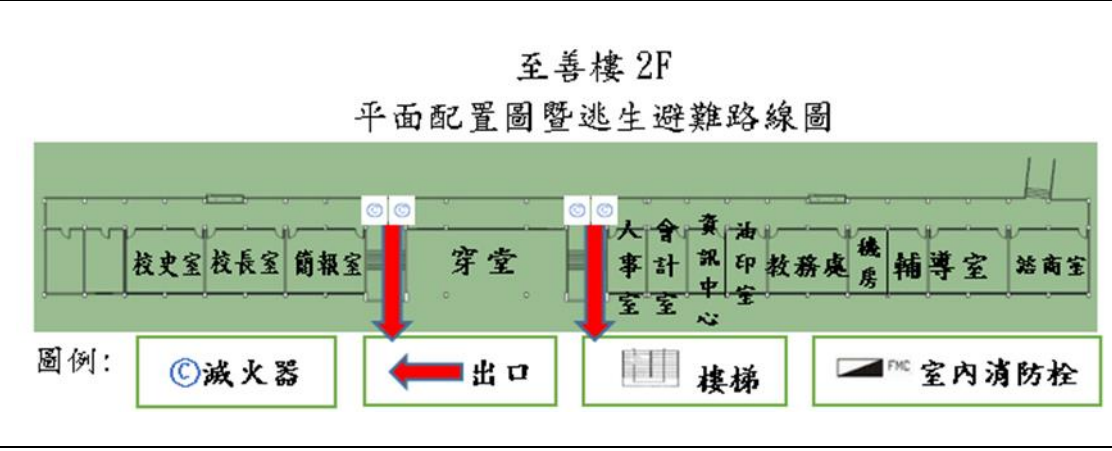 至善樓 2F
平面配置圖暨逃生避難路線圖
© ©
© ©
校史室 校長室 簡報室 穿堂 人事室 會計室 資訊中心 油印室 教務處 機房 輔導室 諮商室
圖例:
©滅火器
出口
樓梯
FMC 室內消防栓